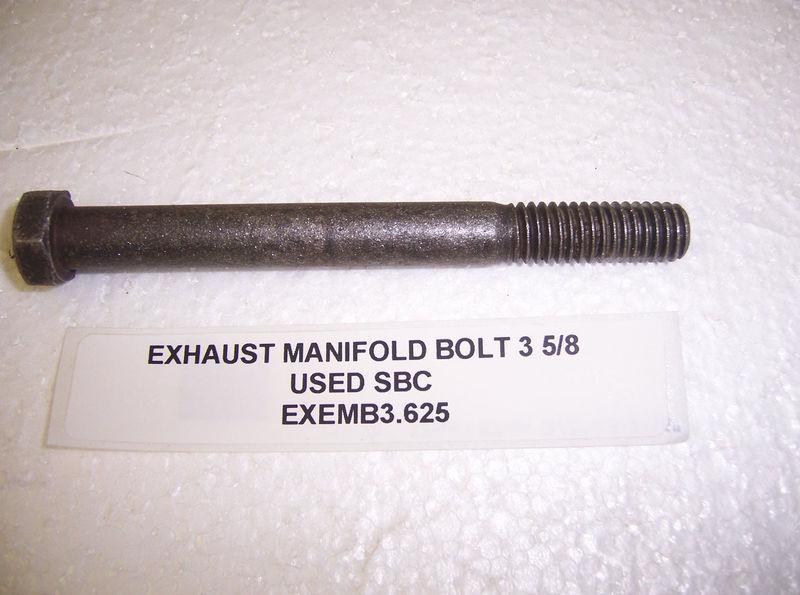 EXHAUST MANIFOLD BOLT 3 5/8
USED SBC
EXEMB3.625